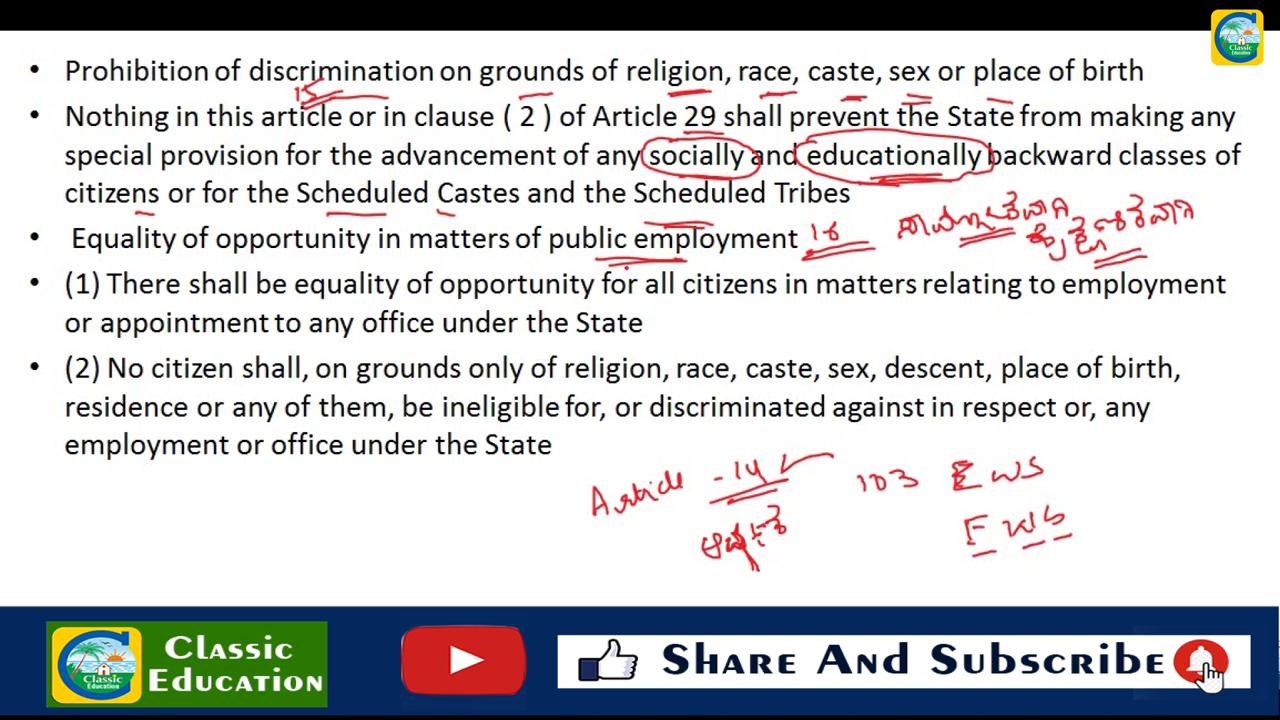 Classic
Education
• Prohibition of discrimination on grounds of religion, race, caste, sex or place of birth
15
• Nothing in this article or in clause ( 2 ) of Article 29 shall prevent the State from making any
special provision for the advancement of any socially and educationally backward classes of
citizens or for the Scheduled Castes and the Scheduled Tribes
• Equality of opportunity in matters of public employment 16
• (1) There shall be equality of opportunity for all citizens in matters relating to employment
or appointment to any office under the State
• (2) No citizen shall, on grounds only of religion, race, caste, sex, descent, place of birth,
residence or any of them, be ineligible for, or discriminated against in respect or, any
employment or office under the State
Article - 14 103 EWS
Classic
Education
Classic
Education
Share And Subscribe